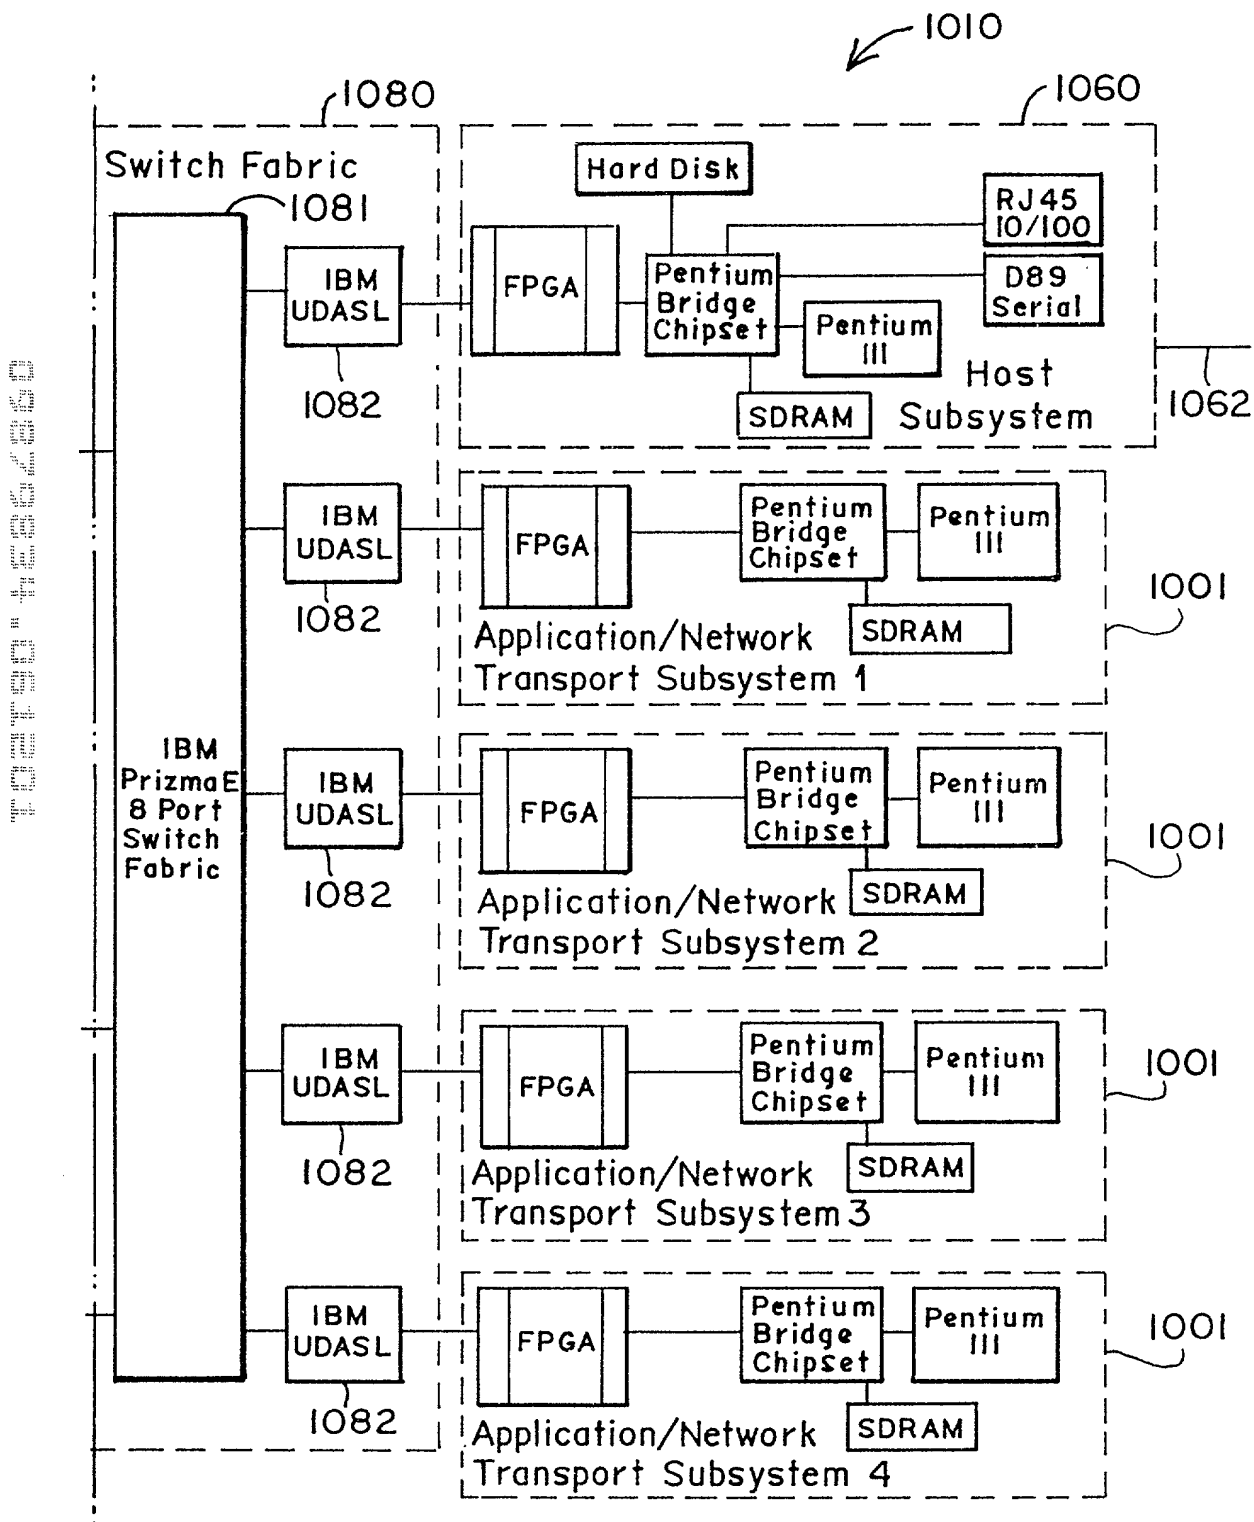 1010
1080
1060
Switch Fabric
1081
Hard Disk
RJ45
10/100
IBM
UDASL
FPGA
Pentium
Bridge
Chipset
D89
Serial
Pentium
III
1082
SDRAM
Host
Subsystem
1062
IBM
UDASL
FPGA
Pentium
Bridge
Chipset
Pentium
III
1082
SDRAM
1001
Application/Network
Transport Subsystem 1
IBM
PrizmaE
8 Port
Switch
Fabric
IBM
UDASL
FPGA
Pentium
Bridge
Chipset
Pentium
III
1082
SDRAM
1001
Application/Network
Transport Subsystem 2
IBM
UDASL
FPGA
Pentium
Bridge
Chipset
Pentium
III
1082
SDRAM
1001
Application/Network
Transport Subsystem 3
IBM
UDASL
FPGA
Pentium
Bridge
Chipset
Pentium
III
1082
SDRAM
1001
Application/Network
Transport Subsystem 4